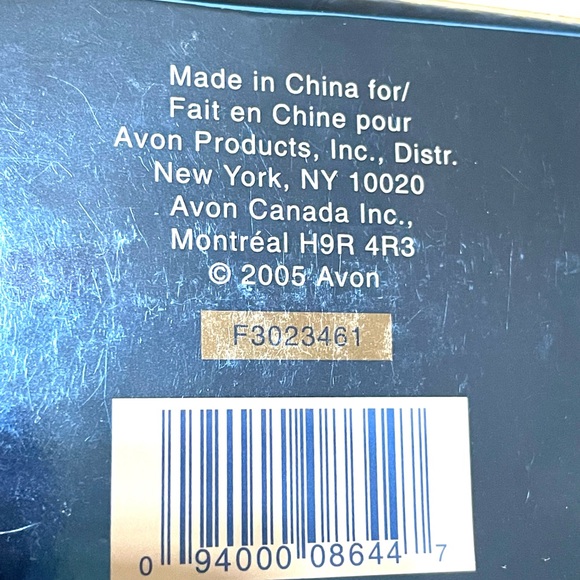 Made in China for/
Fait en Chine pour
Avon Products, Inc., Distr.
New York, NY 10020
Avon Canada Inc.,
Montréal H9R 4R3
© 2005 Avon
F3023461
0 94000 08644 7